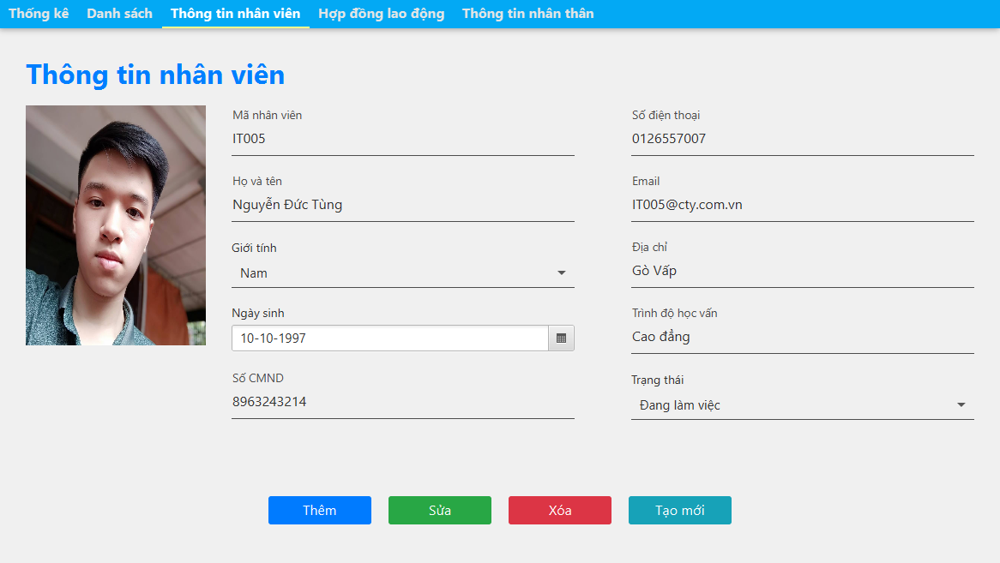 Thống kê Danh sách Thông tin nhân viên Hợp đồng lao động Thông tin nhân thân
Thông tin nhân viên
Mã nhân viên
IT005
Họ và tên
Nguyễn Đức Tùng
Giới tính
Nam
Ngày sinh
10-10-1997
Số CMND
8963243214
Số điện thoại
0126557007
Email
IT005@cty.com.vn
Địa chỉ
Gò Vấp
Trình độ học vấn
Cao đẳng
Trạng thái
Đang làm việc
Thêm Sửa Xóa Tạo mới